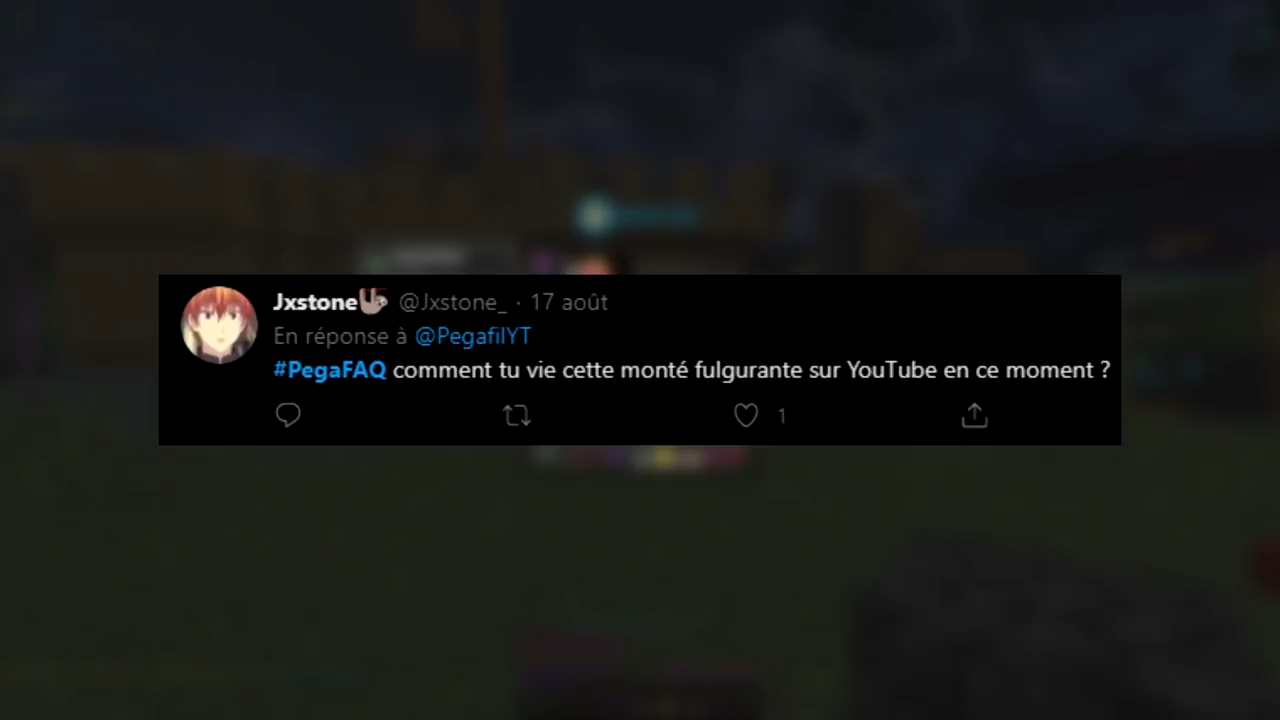 Jxstone🦥 @Jxstone_ · 17 août
En réponse à @PegafilYT
#PegaFAQ comment tu vie cette monté fulgurante sur YouTube en ce moment ?
1